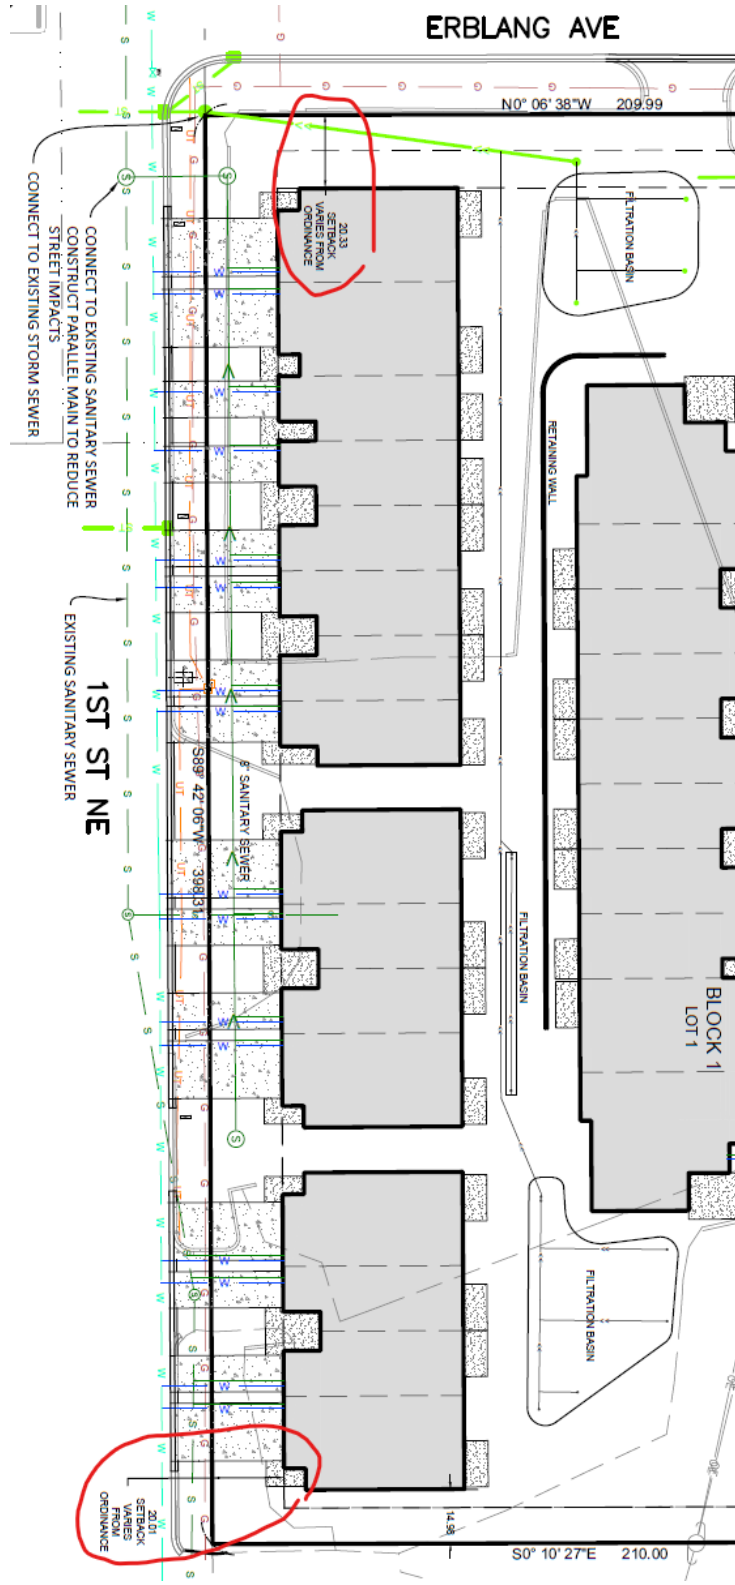 ERBLANG AVE
N0° 06' 38"W 209.99
CONNECT TO EXISTING SANITARY SEWER
CONSTRUCT PARALLEL MAIN TO REDUCE
STREET IMPACTS
CONNECT TO EXISTING STORM SEWER
20.33
SETBACK
VARIES FROM
ORDINANCE
FILTRATION BASIN
RETAINING WALL
EXISTING SANITARY SEWER
1ST ST NE
S89° 42' 06"W 398.31
8" SANITARY SEWER
FILTRATION BASIN
BLOCK 1
LOT 1
FILTRATION BASIN
20.01
SETBACK
VARIES
FROM
ORDINANCE
14.96
S0° 10' 27"E 210.00